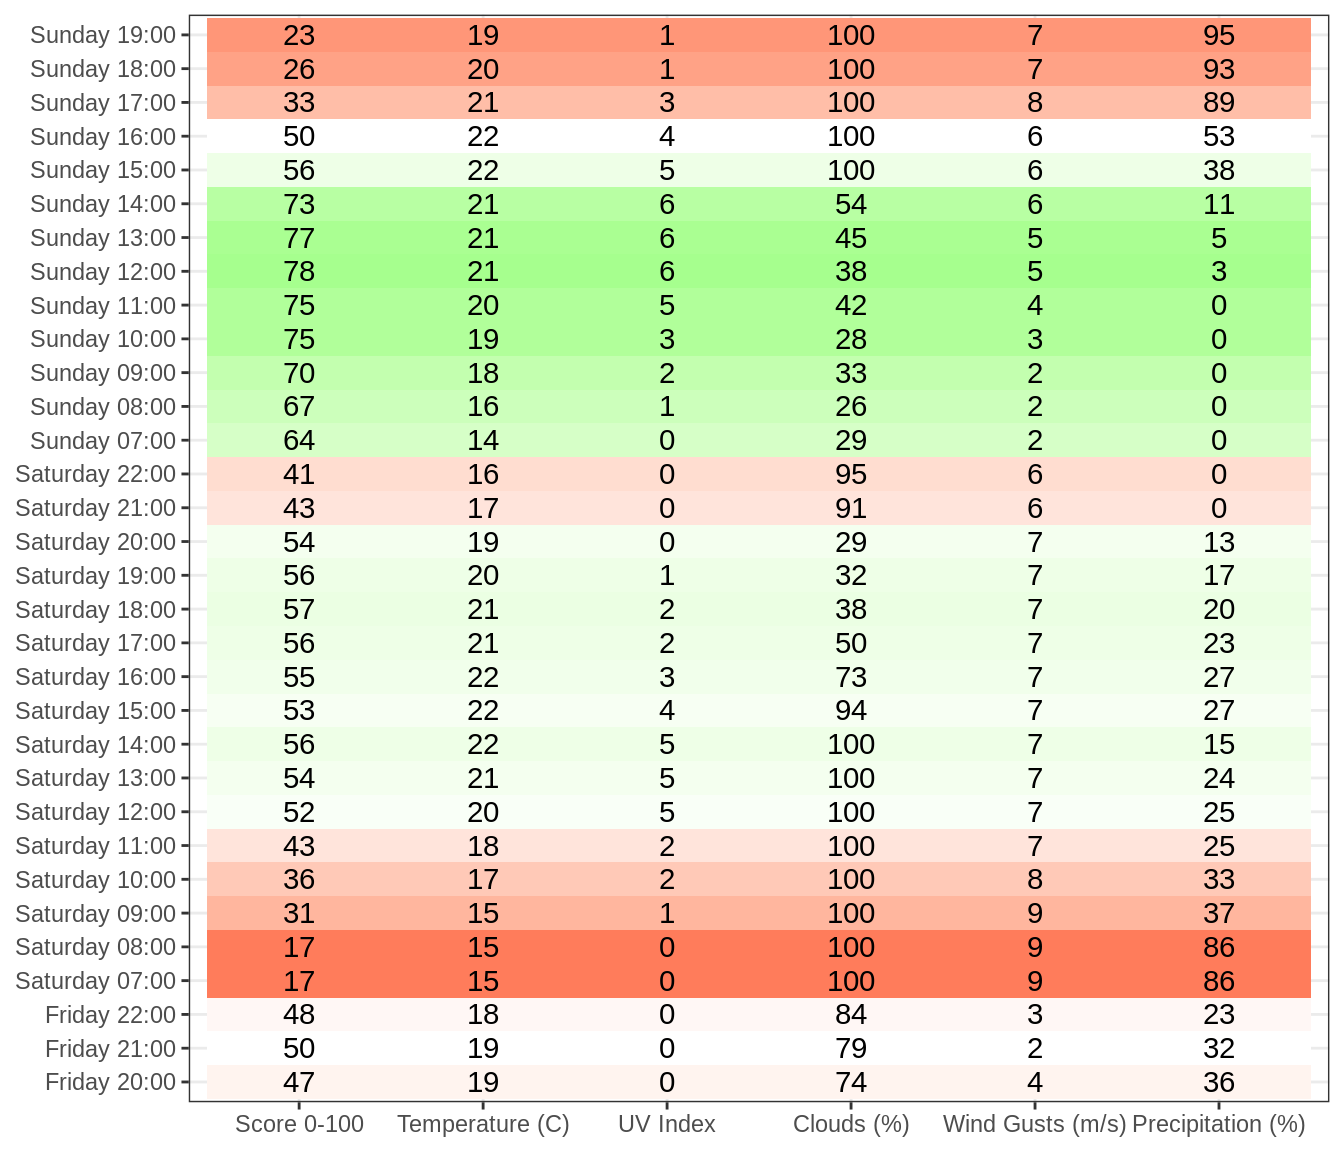 Sunday 19:00 23 19 1 100 7 95
Sunday 18:00 26 20 1 100 7 93
Sunday 17:00 33 21 3 100 8 89
Sunday 16:00 50 22 4 100 6 53
Sunday 15:00 56 22 5 100 6 38
Sunday 14:00 73 21 6 54 6 11
Sunday 13:00 77 21 6 45 5 5
Sunday 12:00 78 21 6 38 5 3
Sunday 11:00 75 20 5 42 4 0
Sunday 10:00 75 19 3 28 3 0
Sunday 09:00 70 18 2 33 2 0
Sunday 08:00 67 16 1 26 2 0
Sunday 07:00 64 14 0 29 2 0
Saturday 22:00 41 16 0 95 6 0
Saturday 21:00 43 17 0 91 6 0
Saturday 20:00 54 19 0 29 7 13
Saturday 19:00 56 20 1 32 7 17
Saturday 18:00 57 21 2 38 7 20
Saturday 17:00 56 21 2 50 7 23
Saturday 16:00 55 22 3 73 7 27
Saturday 15:00 53 22 4 94 7 27
Saturday 14:00 56 22 5 100 7 15
Saturday 13:00 54 21 5 100 7 24
Saturday 12:00 52 20 5 100 7 25
Saturday 11:00 43 18 2 100 7 25
Saturday 10:00 36 17 2 100 8 33
Saturday 09:00 31 15 1 100 9 37
Saturday 08:00 17 15 0 100 9 86
Saturday 07:00 17 15 0 100 9 86
Friday 22:00 48 18 0 84 3 23
Friday 21:00 50 19 0 79 2 32
Friday 20:00 47 19 0 74 4 36
Score 0-100 Temperature (C) UV Index Clouds (%) Wind Gusts (m/s) Precipitation (%)